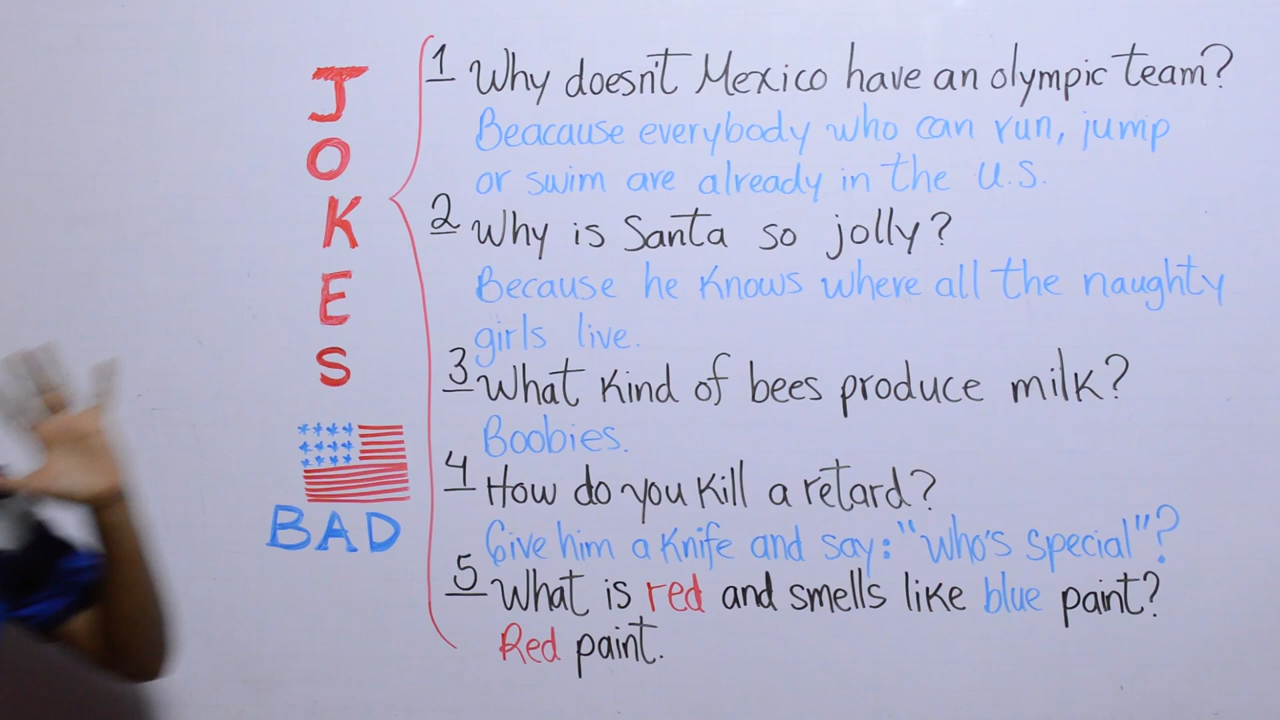 JOKES
BAD
1 Why doesn't Mexico have an olympic team?
Beacause everybody who can run, jump
or swim are already in the U.S.
2 Why is Santa so jolly?
Because he knows where all the naughty
girls live.
3 What kind of bees produce milk?
Boobies.
4 How do you kill a retard?
Give him a knife and say: "who's special"?
5 What is red and smells like blue paint?
Red paint.